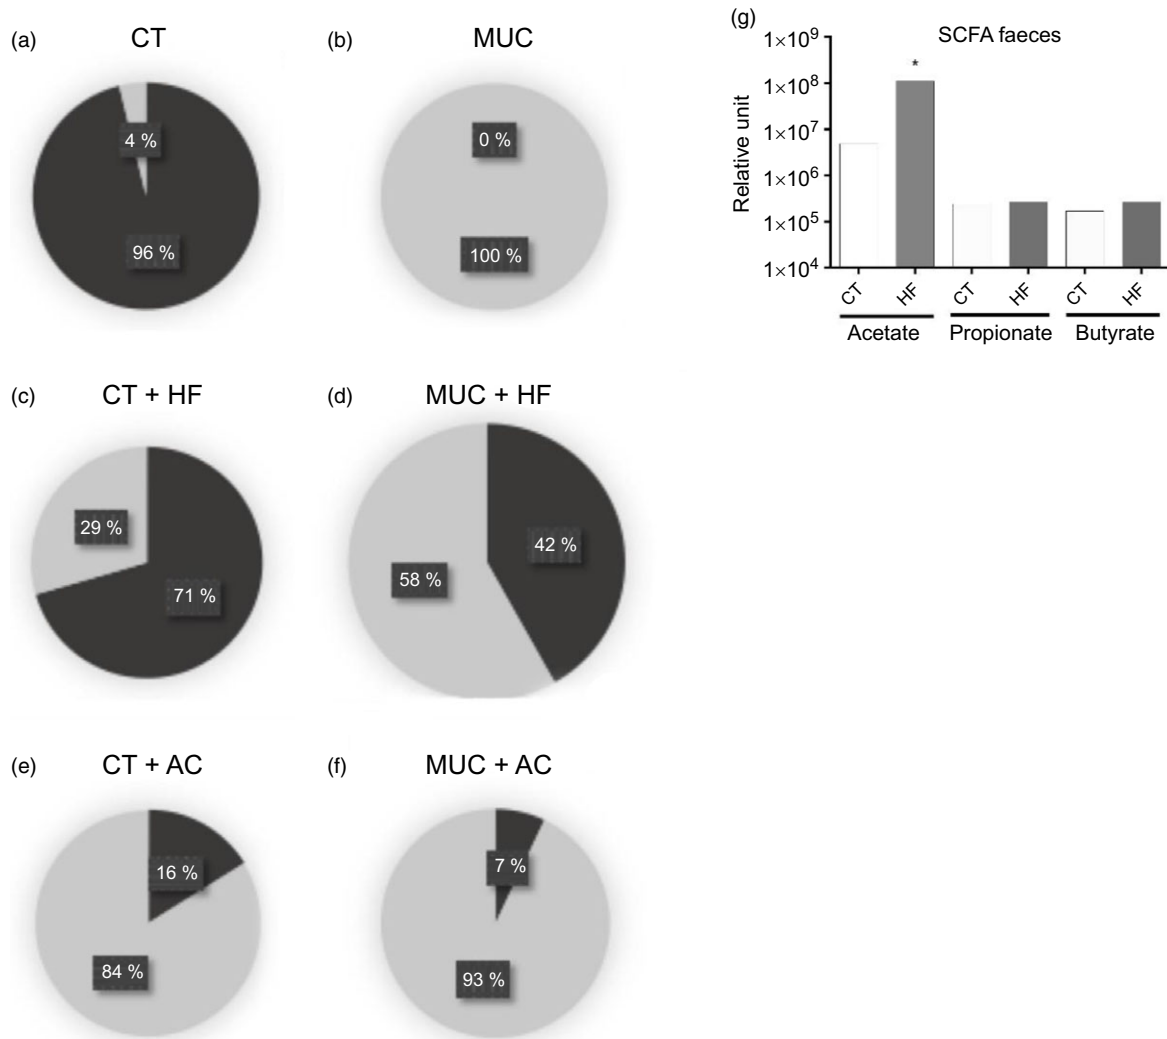 (a) CT
4 %
96 %
(b) MUC
0 %
100 %
(c) CT + HF
29 %
71 %
(d) MUC + HF
42 %
58 %
(e) CT + AC
16 %
84 %
(f) MUC + AC
7 %
93 %
(g)
SCFA faeces
Relative unit
1×10⁹
1×10⁸
1×10⁷
1×10⁶
1×10⁵
1×10⁴
*
CT HF CT HF CT HF
Acetate Propionate Butyrate